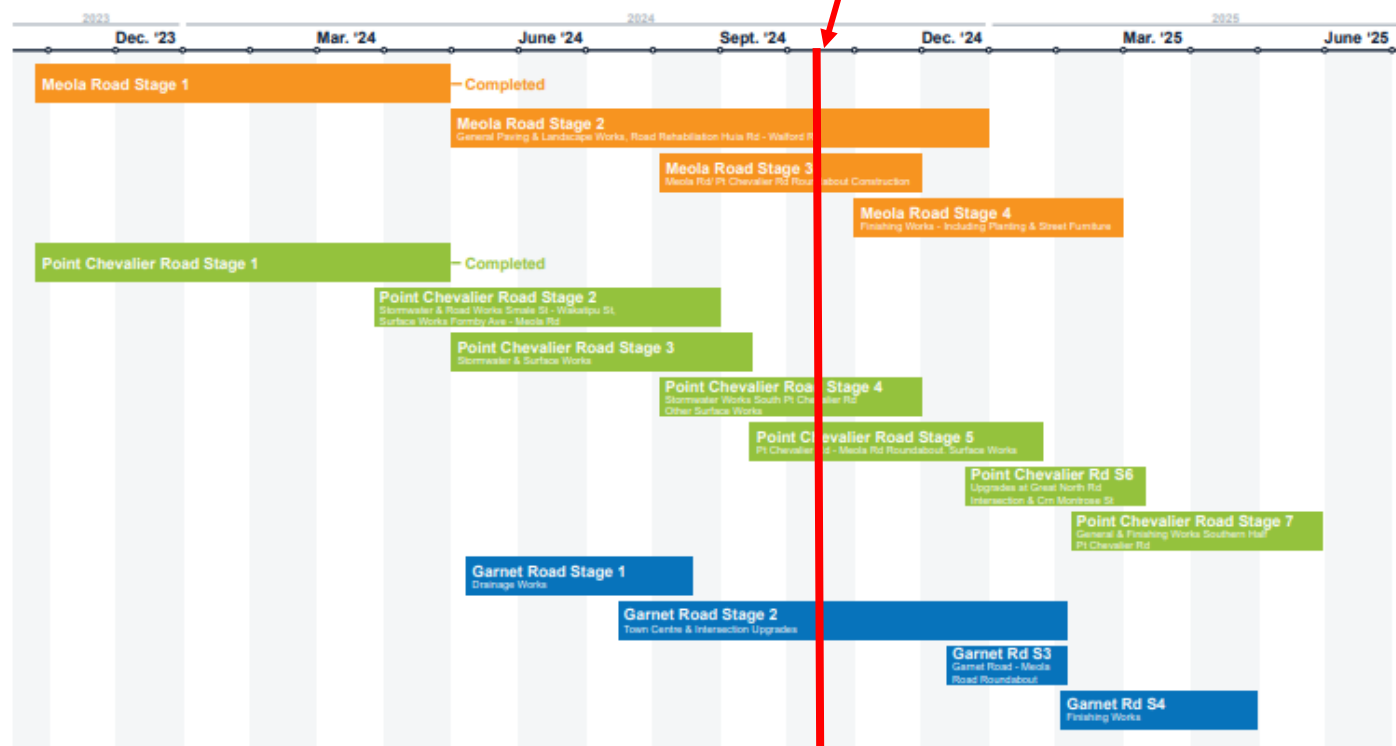 2023 2024 2025
Dec. '23 Mar. '24 June '24 Sept. '24 Dec. '24 Mar. '25 June '25
Meola Road Stage 1
Completed
Meola Road Stage 2
General Paving & Landscape Works, Road Rehabiliation Huia Rd - Walford
Meola Road Stage 3
Meola Rd/ Pt Chevalier Rd Roundabout Construction
Meola Road Stage 4
Finishing Works - Including Planting & Street Furniture
Point Chevalier Road Stage 1
Completed
Point Chevalier Road Stage 2
Stormwater & Road Works Smale St - Wakatipu St,
Surface Works Formby Ave - Meola Rd
Point Chevalier Road Stage 3
Stormwater & Surface Works
Point Chevalier Road Stage 4
Stormwater Works South Pt Chevalier Rd
Other Surface Works
Point Chevalier Road Stage 5
Pt Chevalier Rd - Meola Rd Roundabout. Surface Works
Point Chevalier Rd S6
Upgrades at Great North Rd
Intersection & Crn Montrose St
Point Chevalier Road Stage 7
General & Finishing Works Southern Half
Pt Chevalier Rd
Garnet Road Stage 1
Drainage Works
Garnet Road Stage 2
Town Centre & Intersection Upgrades
Garnet Rd S3
Garnet Road - Meola
Road Roundabout
Garnet Rd S4
Finishing Works